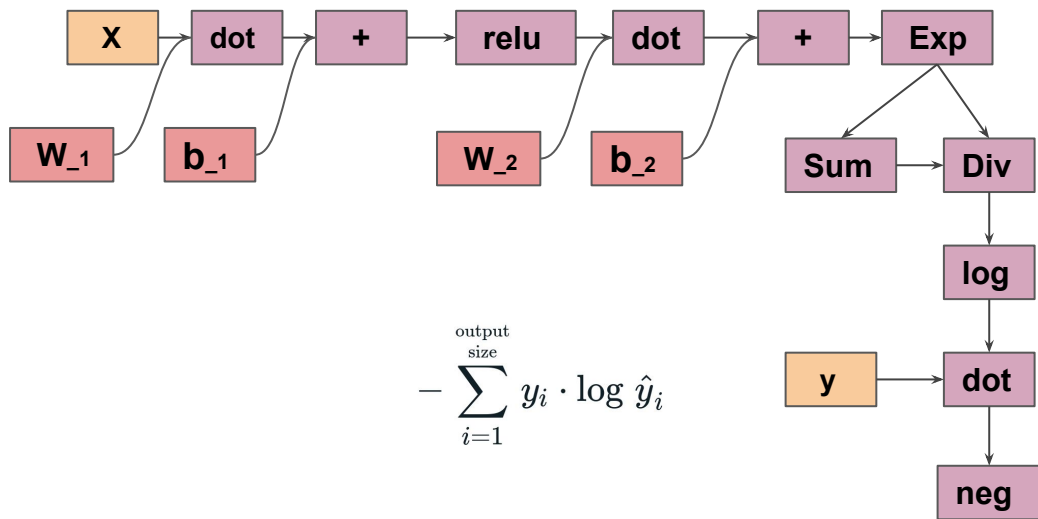 X dot + relu dot + Exp
W_1 b_1 W_2 b_2 Sum Div
log
output
size
− ∑ y_i · log ŷ_i
i=1
y dot
neg